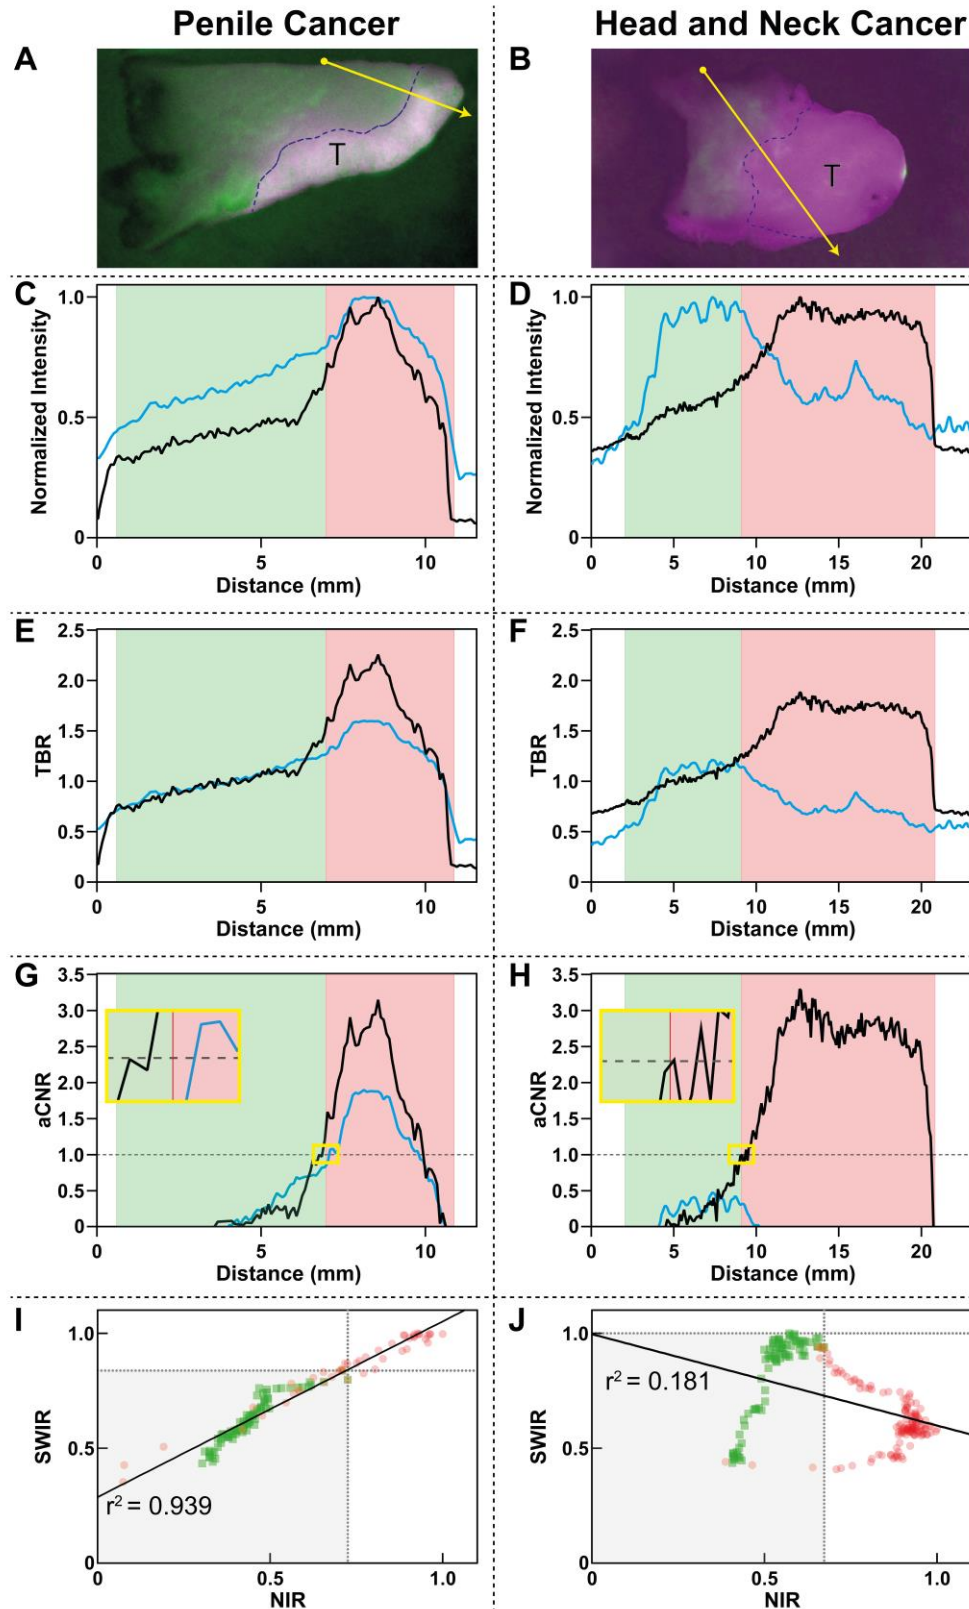 Penile Cancer
Head and Neck Cancer
A
T
B
T
C
1.0
0.5
0
Normalized Intensity
0 5 10
Distance (mm)
D
1.0
0.5
0
Normalized Intensity
0 5 10 15 20
Distance (mm)
E
2.5
2.0
1.5
1.0
0.5
0
TBR
0 5 10
Distance (mm)
F
2.5
2.0
1.5
1.0
0.5
0
TBR
0 5 10 15 20
Distance (mm)
G
3.5
3.0
2.5
2.0
1.5
1.0
0.5
0
aCNR
0 5 10
Distance (mm)
H
3.5
3.0
2.5
2.0
1.5
1.0
0.5
0
aCNR
0 5 10 15 20
Distance (mm)
I
1.0
0.5
0
SWIR
r² = 0.939
0 0.5 1.0
NIR
J
1.0
0.5
0
SWIR
r² = 0.181
0 0.5 1.0
NIR